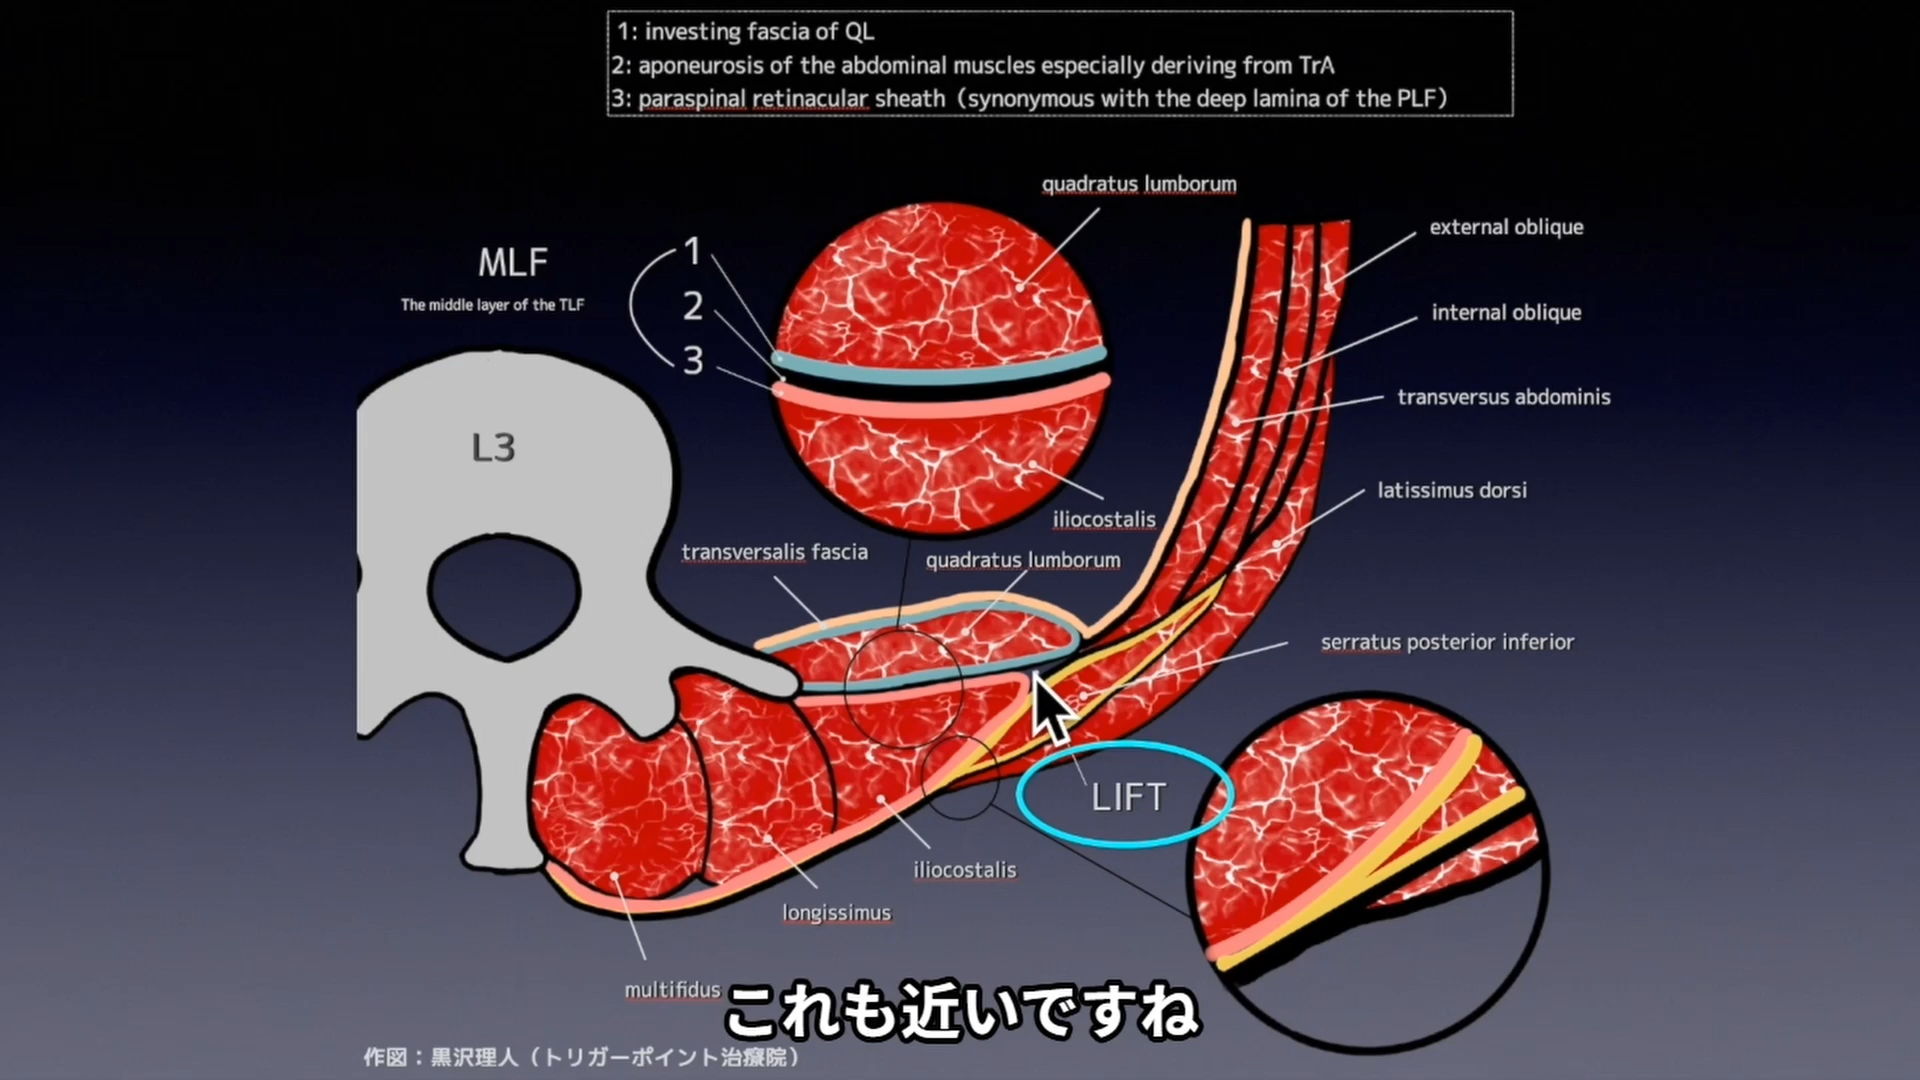 1: investing fascia of QL
2: aponeurosis of the abdominal muscles especially deriving from TrA
3: paraspinal retinacular sheath（synonymous with the deep lamina of the PLF）
quadratus lumborum
external oblique
MLF
The middle layer of the TLF
1
2
3
internal oblique
transversus abdominis
L3
latissimus dorsi
iliocostalis
transversalis fascia
quadratus lumborum
serratus posterior inferior
LIFT
iliocostalis
longissimus
multifidus
これも近いですね
作図：黒沢理人（トリガーポイント治療院）